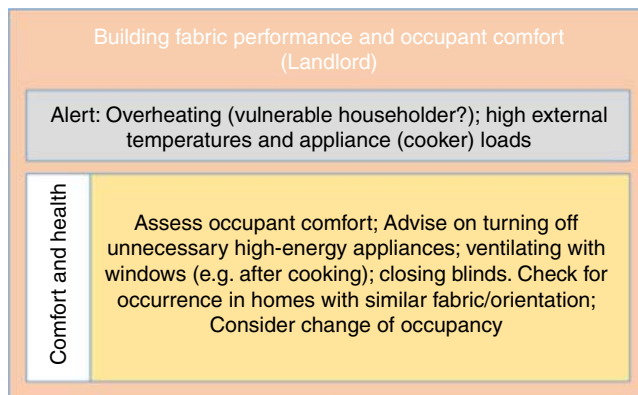 Building fabric performance and occupant comfort
(Landlord)
Alert: Overheating (vulnerable householder?); high external
temperatures and appliance (cooker) loads
Comfort and health
Assess occupant comfort; Advise on turning off
unnecessary high-energy appliances; ventilating with
windows (e.g. after cooking); closing blinds. Check for
occurrence in homes with similar fabric/orientation;
Consider change of occupancy